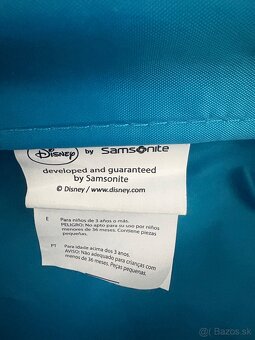 Disney by Samsonite
developed and guaranteed
by Samsonite
© Disney / www.disney.com
E
Para niños de 3 años o más.
PELIGRO: No apto para su uso por niños
menores de 36 meses. Contiene piezas
pequeñas.
PT
Para idade acima dos 3 anos.
AVISO: Não adequado para crianças com
menos de 36 meses. Peças pequenas.
© Bazos.sk